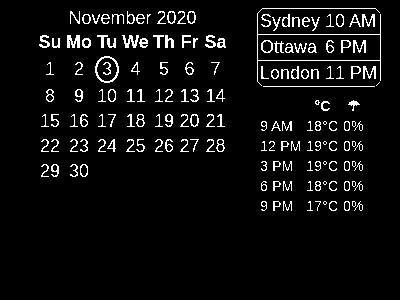 November 2020
Su Mo Tu We Th Fr Sa
1 2 3 4 5 6 7
8 9 10 11 12 13 14
15 16 17 18 19 20 21
22 23 24 25 26 27 28
29 30
Sydney 10 AM
Ottawa 6 PM
London 11 PM
°C ☂
9 AM 18°C 0%
12 PM 19°C 0%
3 PM 19°C 0%
6 PM 18°C 0%
9 PM 17°C 0%